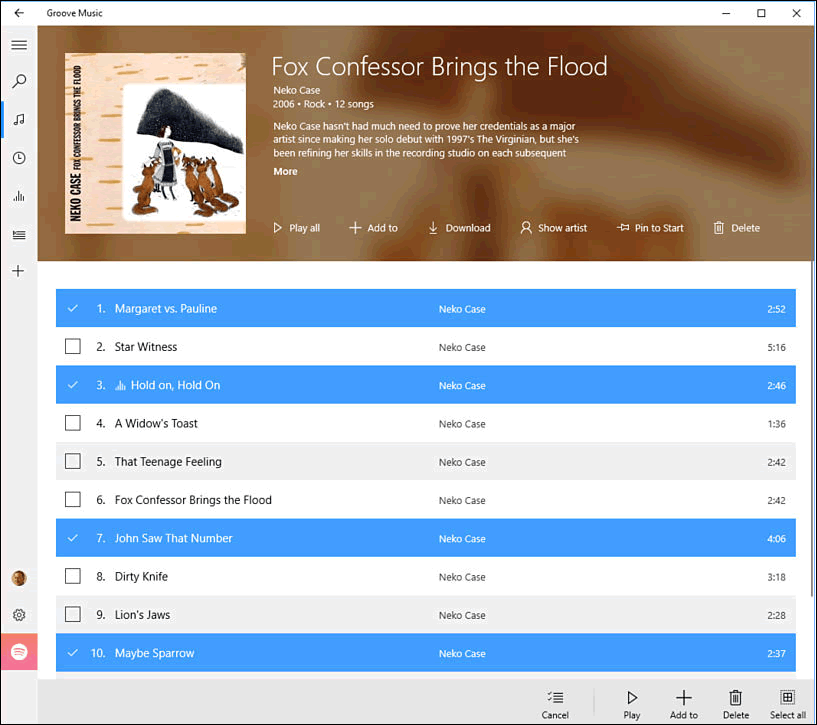 Groove Music
NEKO CASE FOX CONFESSOR BRINGS THE FLOOD
Fox Confessor Brings the Flood
Neko Case
2006 • Rock • 12 songs
Neko Case hasn't had much need to prove her credentials as a major
artist since making her solo debut with 1997's The Virginian, but she's
been refining her skills in the recording studio on each subsequent
More
Play all Add to Download Show artist Pin to Start Delete
1. Margaret vs. Pauline Neko Case 2:52
2. Star Witness Neko Case 5:16
3. Hold on, Hold On Neko Case 2:46
4. A Widow's Toast Neko Case 1:36
5. That Teenage Feeling Neko Case 2:42
6. Fox Confessor Brings the Flood Neko Case 2:42
7. John Saw That Number Neko Case 4:06
8. Dirty Knife Neko Case 3:18
9. Lion's Jaws Neko Case 2:28
10. Maybe Sparrow Neko Case 2:37
Cancel Play Add to Delete Select all